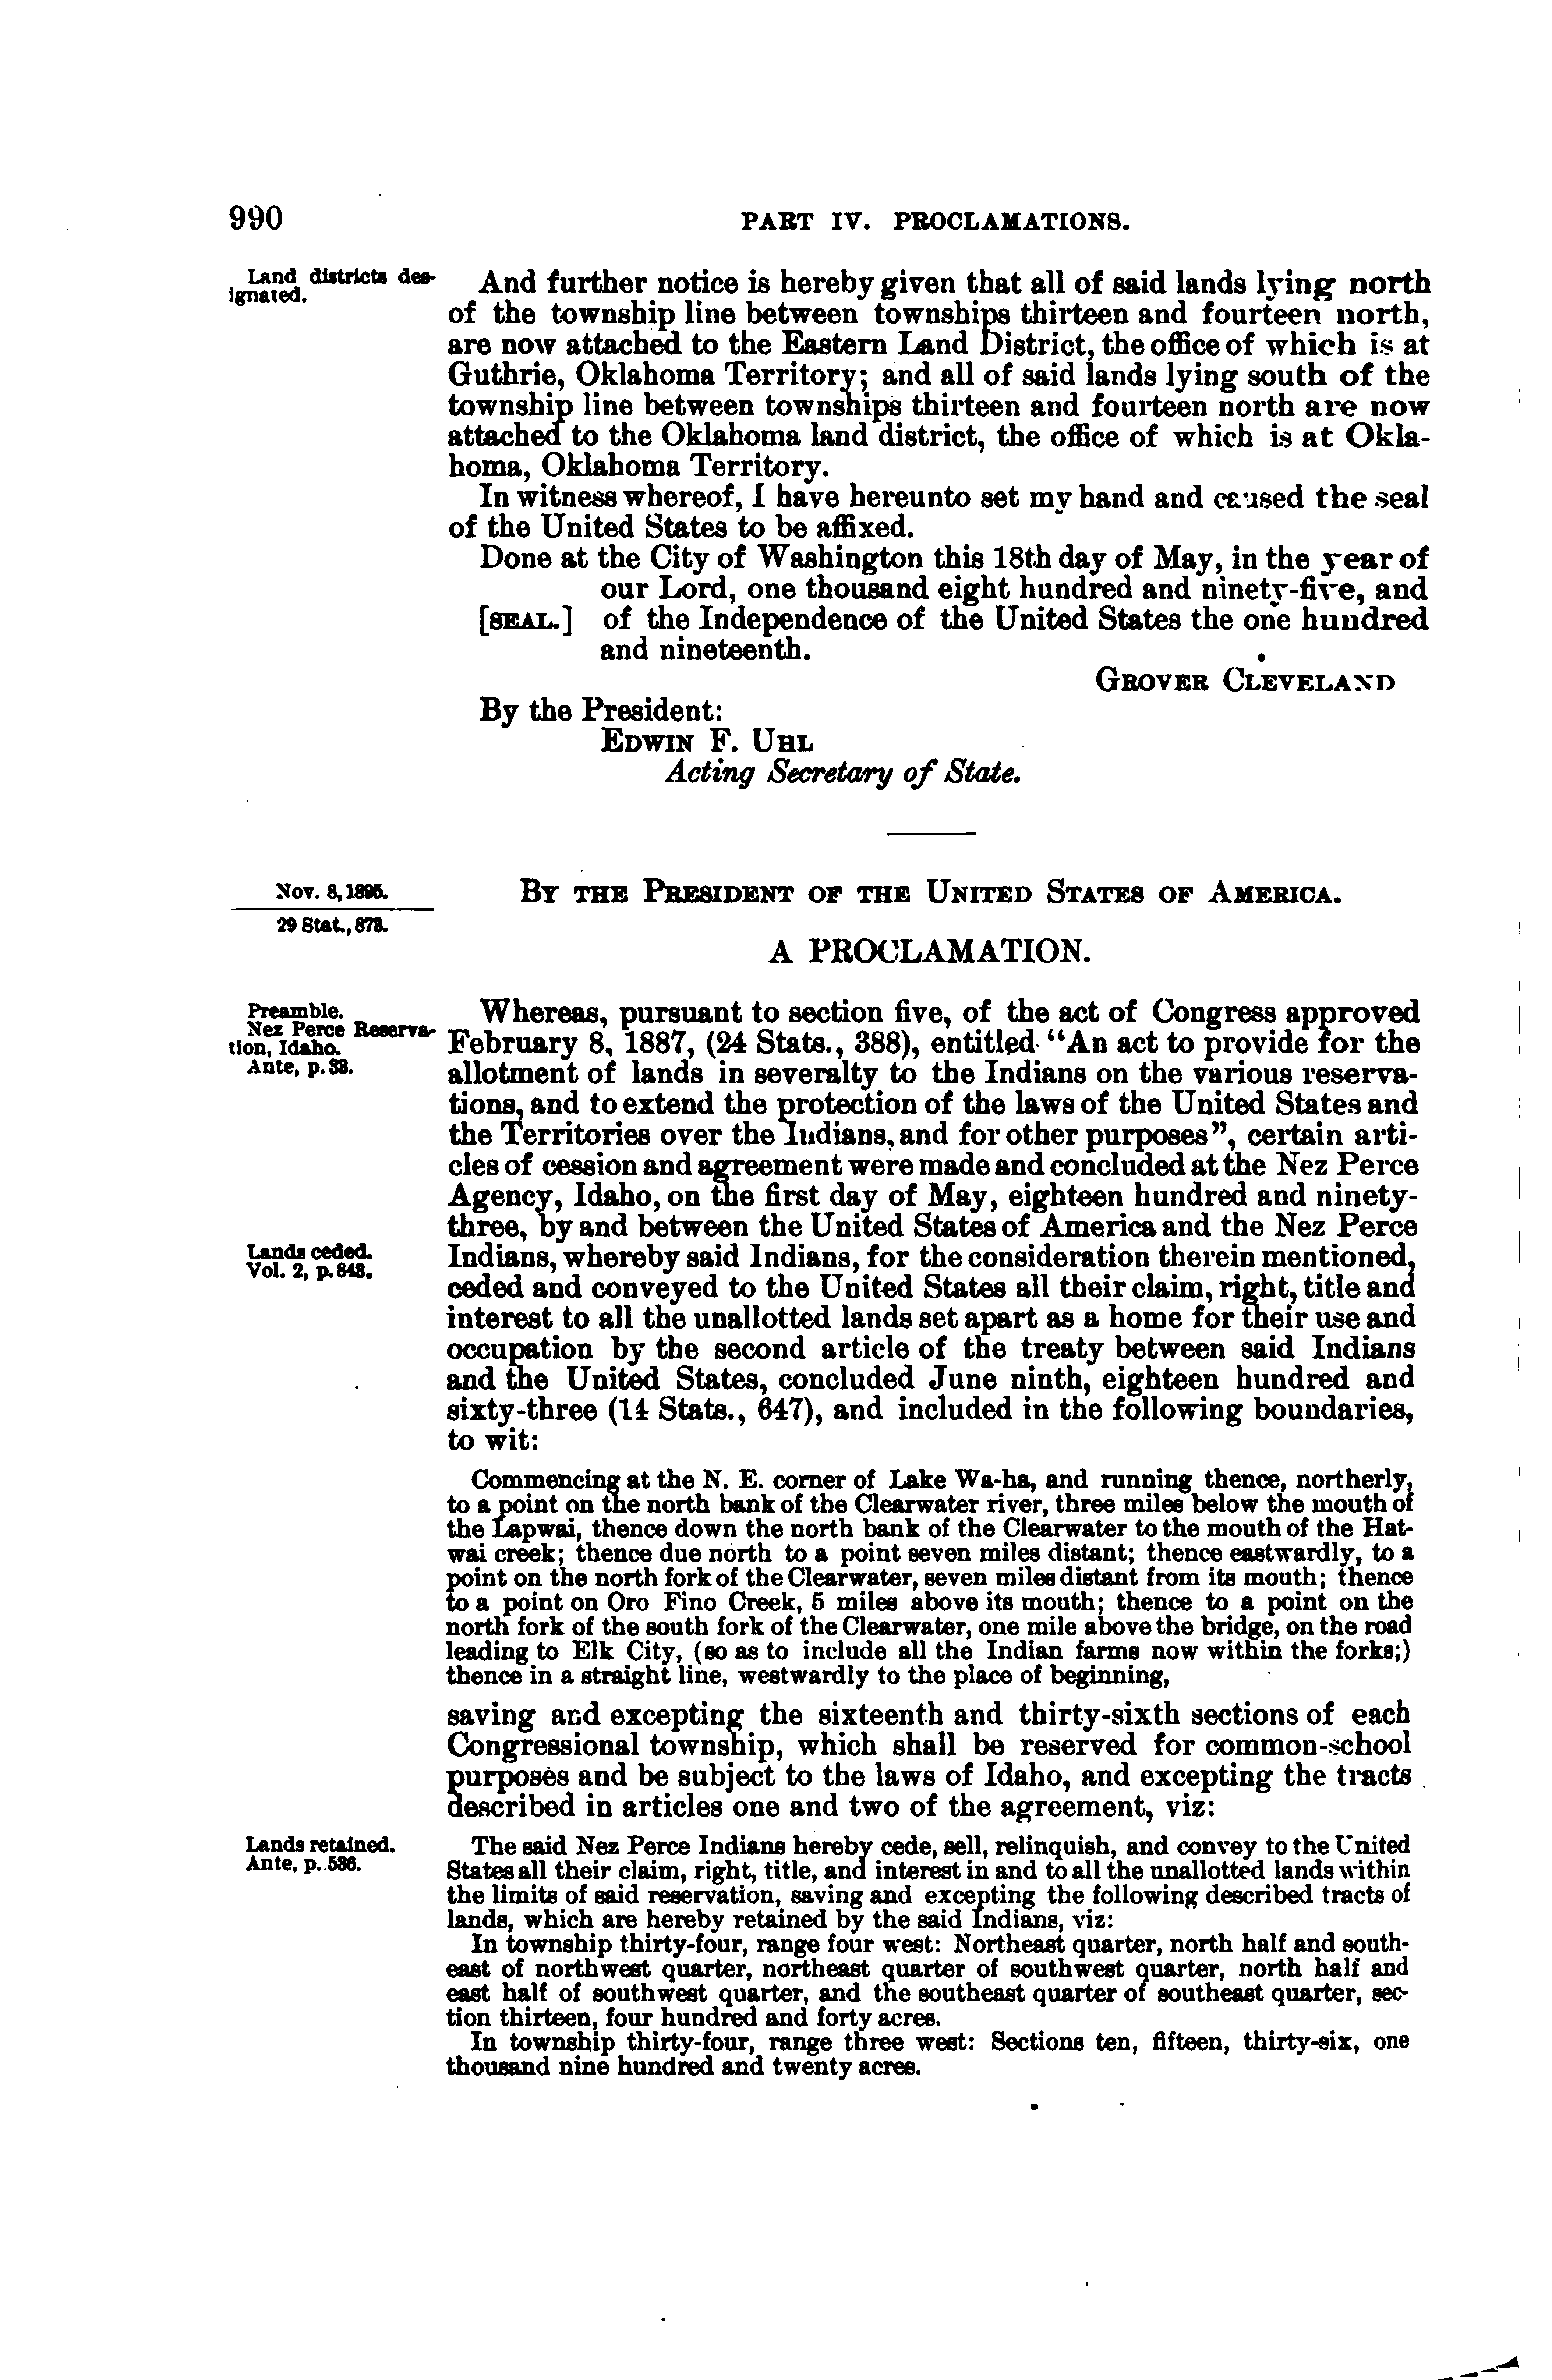 990
PART IV. PROCLAMATIONS.
Land districts des-
ignated.
And further notice is hereby given that all of said lands lying north
of the township line between townships thirteen and fourteen north,
are now attached to the Eastern Land District, the office of which is at
Guthrie, Oklahoma Territory; and all of said lands lying south of the
township line between townships thirteen and fourteen north are now
attached to the Oklahoma land district, the office of which is at Okla-
homa, Oklahoma Territory.
In witness whereof, I have hereunto set my hand and caused the seal
of the United States to be affixed.
Done at the City of Washington this 18th day of May, in the year of
our Lord, one thousand eight hundred and ninety-five, and
[SEAL.] of the Independence of the United States the one hundred
and nineteenth.
GROVER CLEVELAND
By the President:
EDWIN F. UHL
Acting Secretary of State.
Nov. 8, 1895.
29 Stat., 873.
BY THE PRESIDENT OF THE UNITED STATES OF AMERICA.
A PROCLAMATION.
Preamble.
Nez Perce Reserva-
tion, Idaho.
Ante, p. 33.
Whereas, pursuant to section five, of the act of Congress approved
February 8, 1887, (24 Stats., 388), entitled "An act to provide for the
allotment of lands in severalty to the Indians on the various reserva-
tions, and to extend the protection of the laws of the United States and
the Territories over the Indians, and for other purposes", certain arti-
cles of cession and agreement were made and concluded at the Nez Perce
Agency, Idaho, on the first day of May, eighteen hundred and ninety-
three, by and between the United States of America and the Nez Perce
Lands ceded.
Vol. 2, p. 843.
Indians, whereby said Indians, for the consideration therein mentioned,
ceded and conveyed to the United States all their claim, right, title and
interest to all the unallotted lands set apart as a home for their use and
occupation by the second article of the treaty between said Indians
and the United States, concluded June ninth, eighteen hundred and
sixty-three (14 Stats., 647), and included in the following boundaries,
to wit:
Commencing at the N. E. corner of Lake Wa-ha, and running thence, northerly,
to a point on the north bank of the Clearwater river, three miles below the mouth of
the Lapwai, thence down the north bank of the Clearwater to the mouth of the Hat-
wai creek; thence due north to a point seven miles distant; thence eastwardly, to a
point on the north fork of the Clearwater, seven miles distant from its mouth; thence
to a point on Oro Fino Creek, 5 miles above its mouth; thence to a point on the
north fork of the south fork of the Clearwater, one mile above the bridge, on the road
leading to Elk City, (so as to include all the Indian farms now within the forks;)
thence in a straight line, westwardly to the place of beginning,
saving and excepting the sixteenth and thirty-sixth sections of each
Congressional township, which shall be reserved for common-school
purposes and be subject to the laws of Idaho, and excepting the tracts
described in articles one and two of the agreement, viz:
Lands retained.
Ante, p. 536.
The said Nez Perce Indians hereby cede, sell, relinquish, and convey to the United
States all their claim, right, title, and interest in and to all the unallotted lands within
the limits of said reservation, saving and excepting the following described tracts of
lands, which are hereby retained by the said Indians, viz:
In township thirty-four, range four west: Northeast quarter, north half and south-
east of northwest quarter, northeast quarter of southwest quarter, north half and
east half of southwest quarter, and the southeast quarter of southeast quarter, sec-
tion thirteen, four hundred and forty acres.
In township thirty-four, range three west: Sections ten, fifteen, thirty-six, one
thousand nine hundred and twenty acres.